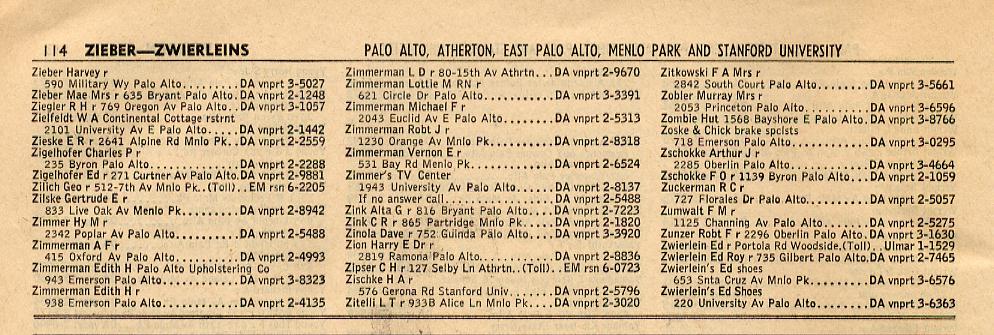 114 ZIEBER—ZWIERLEINS
PALO ALTO, ATHERTON, EAST PALO ALTO, MENLO PARK AND STANFORD UNIVERSITY
Zieber Harvey r
590 Military Wy Palo Alto.......DA vnprt 3-5027
Zieber Mae Mrs r 635 Bryant Palo Alto.DA vnprt 2-1248
Ziegler R H r 769 Oregon Av Palo Alto..DA vnprt 3-1057
Zielfeldt W A Continental Cottage rstrnt
2101 University Av E Palo Alto.....DA vnprt 2-1442
Zieske E R r 2641 Alpine Rd Mnlo Pk..DA vnprt 2-2559
Zigelhofer Charles P r
235 Byron Palo Alto............DA vnprt 2-2288
Zigelhofer Ed r 271 Curtner Av Palo Alto.DA vnprt 2-9881
Zilich Geo r 512-7th Av Mnlo Pk..(Toll)..EM rsn 6-2205
Zilske Gertrude E r
833 Live Oak Av Menlo Pk........DA vnprt 2-8942
Zimmer Hy M r
2342 Poplar Av Palo Alto.........DA vnprt 2-5488
Zimmerman A F r
415 Oxford Av Palo Alto.........DA vnprt 2-4993
Zimmerman Edith H Palo Alto Upholstering Co
943 Emerson Palo Alto..........DA vnprt 3-8323
Zimmerman Edith H r
938 Emerson Palo Alto..........DA vnprt 2-4135
Zimmerman L D r 80-15th Av Athrtn...DA vnprt 2-9670
Zimmerman Lottie M RN r
621 Circle Dr Palo Alto..........DA vnprt 3-3391
Zimmerman Michael F r
2043 Euclid Av E Palo Alto.......DA vnprt 2-5313
Zimmerman Robt J r
1230 Orange Av Mnlo Pk........DA vnprt 2-8318
Zimmerman Vernon E r
531 Bay Rd Menlo Pk...........DA vnprt 2-6524
Zimmer's TV Center
1943 University Av Palo Alto.....DA vnprt 2-8137
If no answer call..............DA vnprt 2-5488
Zink Alta G r 816 Bryant Palo Alto....DA vnprt 2-7223
Zink C R r 865 Partridge Mnlo Pk.....DA vnprt 2-1820
Zinola Dave r 752 Guinda Palo Alto....DA vnprt 3-3920
Zion Harry E Dr r
2819 Ramona Palo Alto..........DA vnprt 2-8836
Zipser C H r 127 Selby Ln Athrtn..(Toll)..EM rsn 6-0723
Zischke H A r
576 Gerona Rd Stanford Univ.....DA vnprt 2-5796
Zitelli L T r 933B Alice Ln Mnlo Pk....DA vnprt 2-3020
Zitkowski F A Mrs r
2842 South Court Palo Alto.......DA vnprt 3-5661
Zobler Murray Mrs r
2053 Princeton Palo Alto.........DA vnprt 3-6596
Zombie Hut 1568 Bayshore E Palo Alto.DA vnprt 3-8766
Zoske & Chick brake spclsts
718 Emerson Palo Alto..........DA vnprt 3-0295
Zschokke Arthur J r
2285 Oberlin Palo Alto..........DA vnprt 3-4664
Zschokke F O r 1139 Byron Palo Alto...DA vnprt 2-1059
Zuckerman R C r
727 Florales Dr Palo Alto........DA vnprt 2-5057
Zumwalt F M r
1125 Channing Av Palo Alto.......DA vnprt 2-5275
Zunzer Robt F r 2296 Oberlin Palo Alto.DA vnprt 3-1630
Zwierlein Ed r Portola Rd Woodside.(Toll)..Ulmar 1-1529
Zwierlein Ed Roy r 735 Gilbert Palo Alto.DA vnprt 2-7465
Zwierlein's Ed shoes
653 Snta Cruz Av Mnlo Pk.......DA vnprt 3-6576
Zwierlein's Ed Shoes
220 University Av Palo Alto.......DA vnprt 3-6363